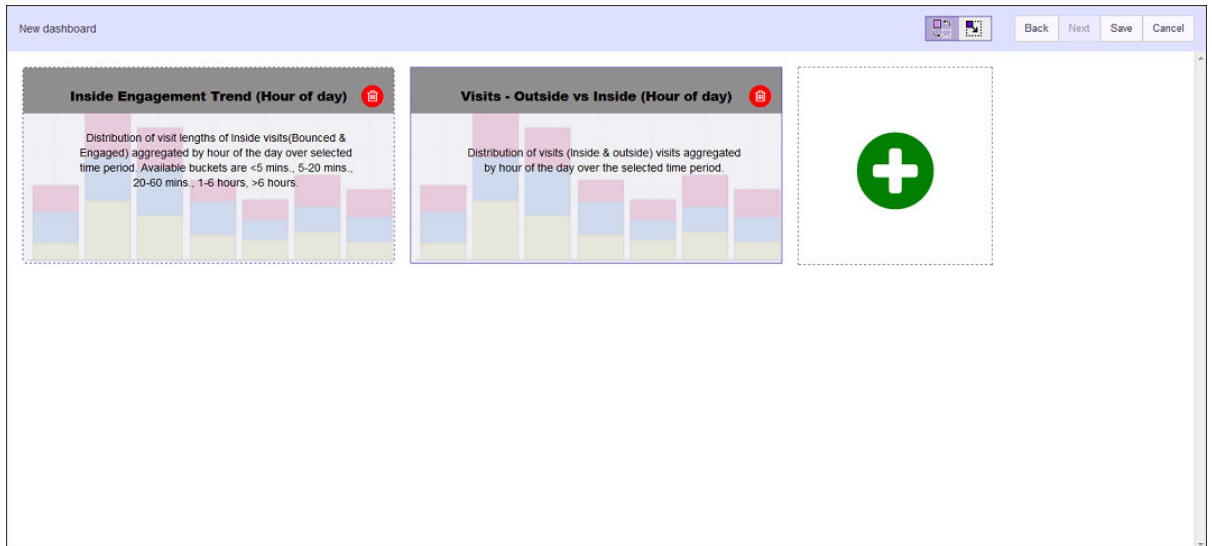 New dashboard
Back Next Save Cancel
Inside Engagement Trend (Hour of day)
Distribution of visit lengths of Inside visits(Bounced &
Engaged) aggregated by hour of the day over selected
time period. Available buckets are <5 mins., 5-20 mins.,
20-60 mins., 1-6 hours, >6 hours.
Visits - Outside vs Inside (Hour of day)
Distribution of visits (Inside & outside) visits aggregated
by hour of the day over the selected time period.